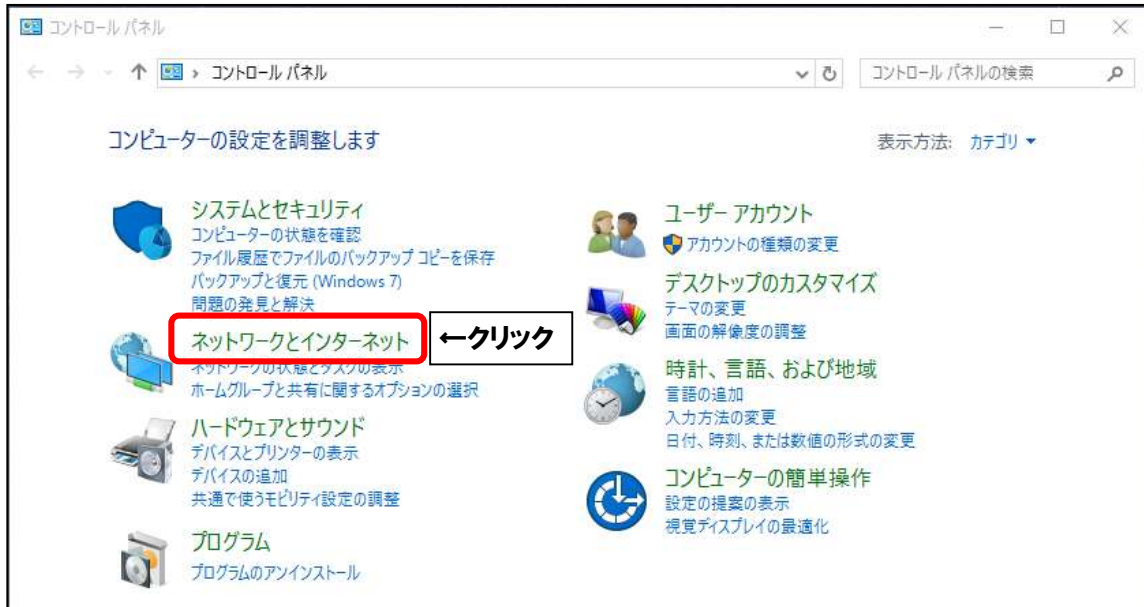 コントロール パネル
コントロール パネル
コントロール パネルの検索
コンピューターの設定を調整します
表示方法: カテゴリ
システムとセキュリティ
コンピューターの状態を確認
ファイル履歴でファイルのバックアップ コピーを保存
バックアップと復元 (Windows 7)
問題の発見と解決
ネットワークとインターネット
←クリック
ネットワークの状態とタスクの表示
ホームグループと共有に関するオプションの選択
ハードウェアとサウンド
デバイスとプリンターの表示
デバイスの追加
共通で使うモビリティ設定の調整
プログラム
プログラムのアンインストール
ユーザー アカウント
アカウントの種類の変更
デスクトップのカスタマイズ
テーマの変更
画面の解像度の調整
時計、言語、および地域
言語の追加
入力方法の変更
日付、時刻、または数値の形式の変更
コンピューターの簡単操作
設定の提案の表示
視覚ディスプレイの最適化